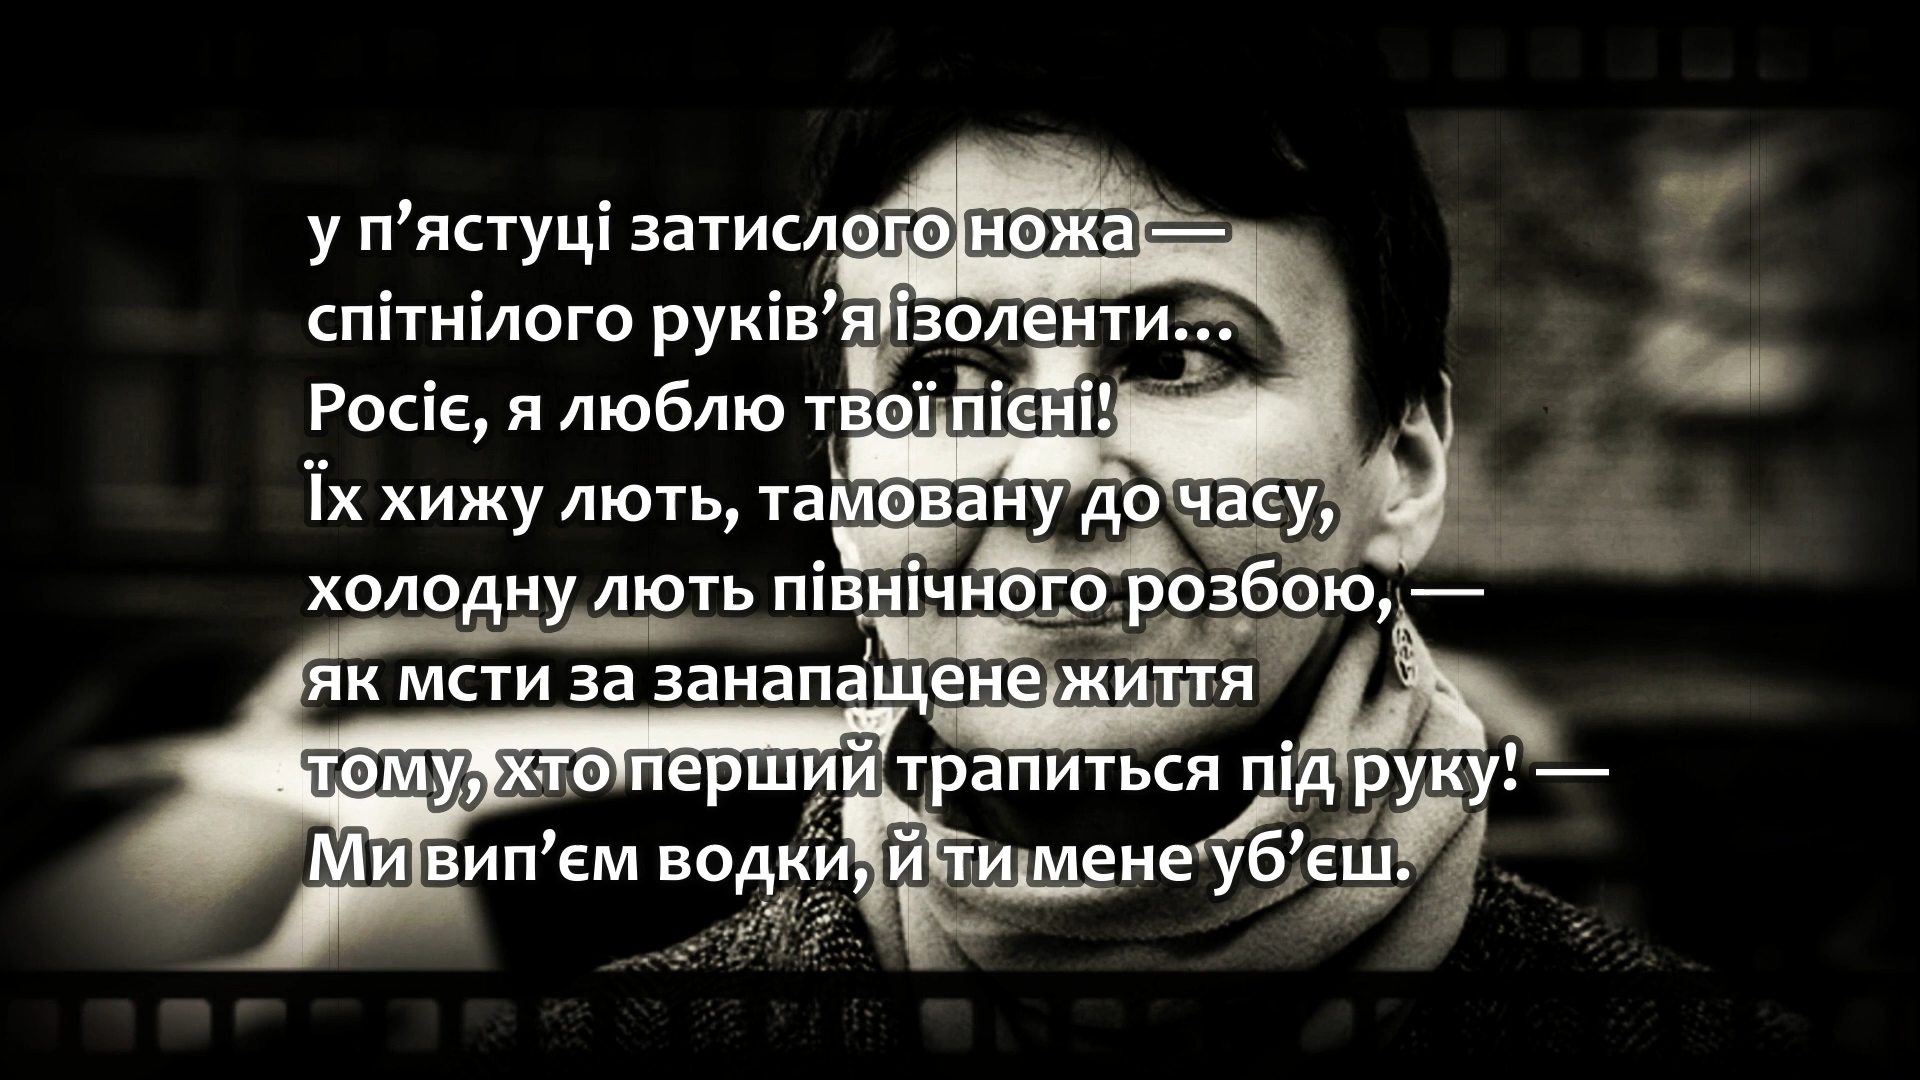 у п’ястуці затислого ножа —
спітнілого руків’я ізоленти…
Росіє, я люблю твої пісні!
Їх хижу лють, тамовану до часу,
холодну лють північного розбою, —
як мсти за занапащене життя
тому, хто перший трапиться під руку! —
Ми вип’єм водки, й ти мене уб’єш.